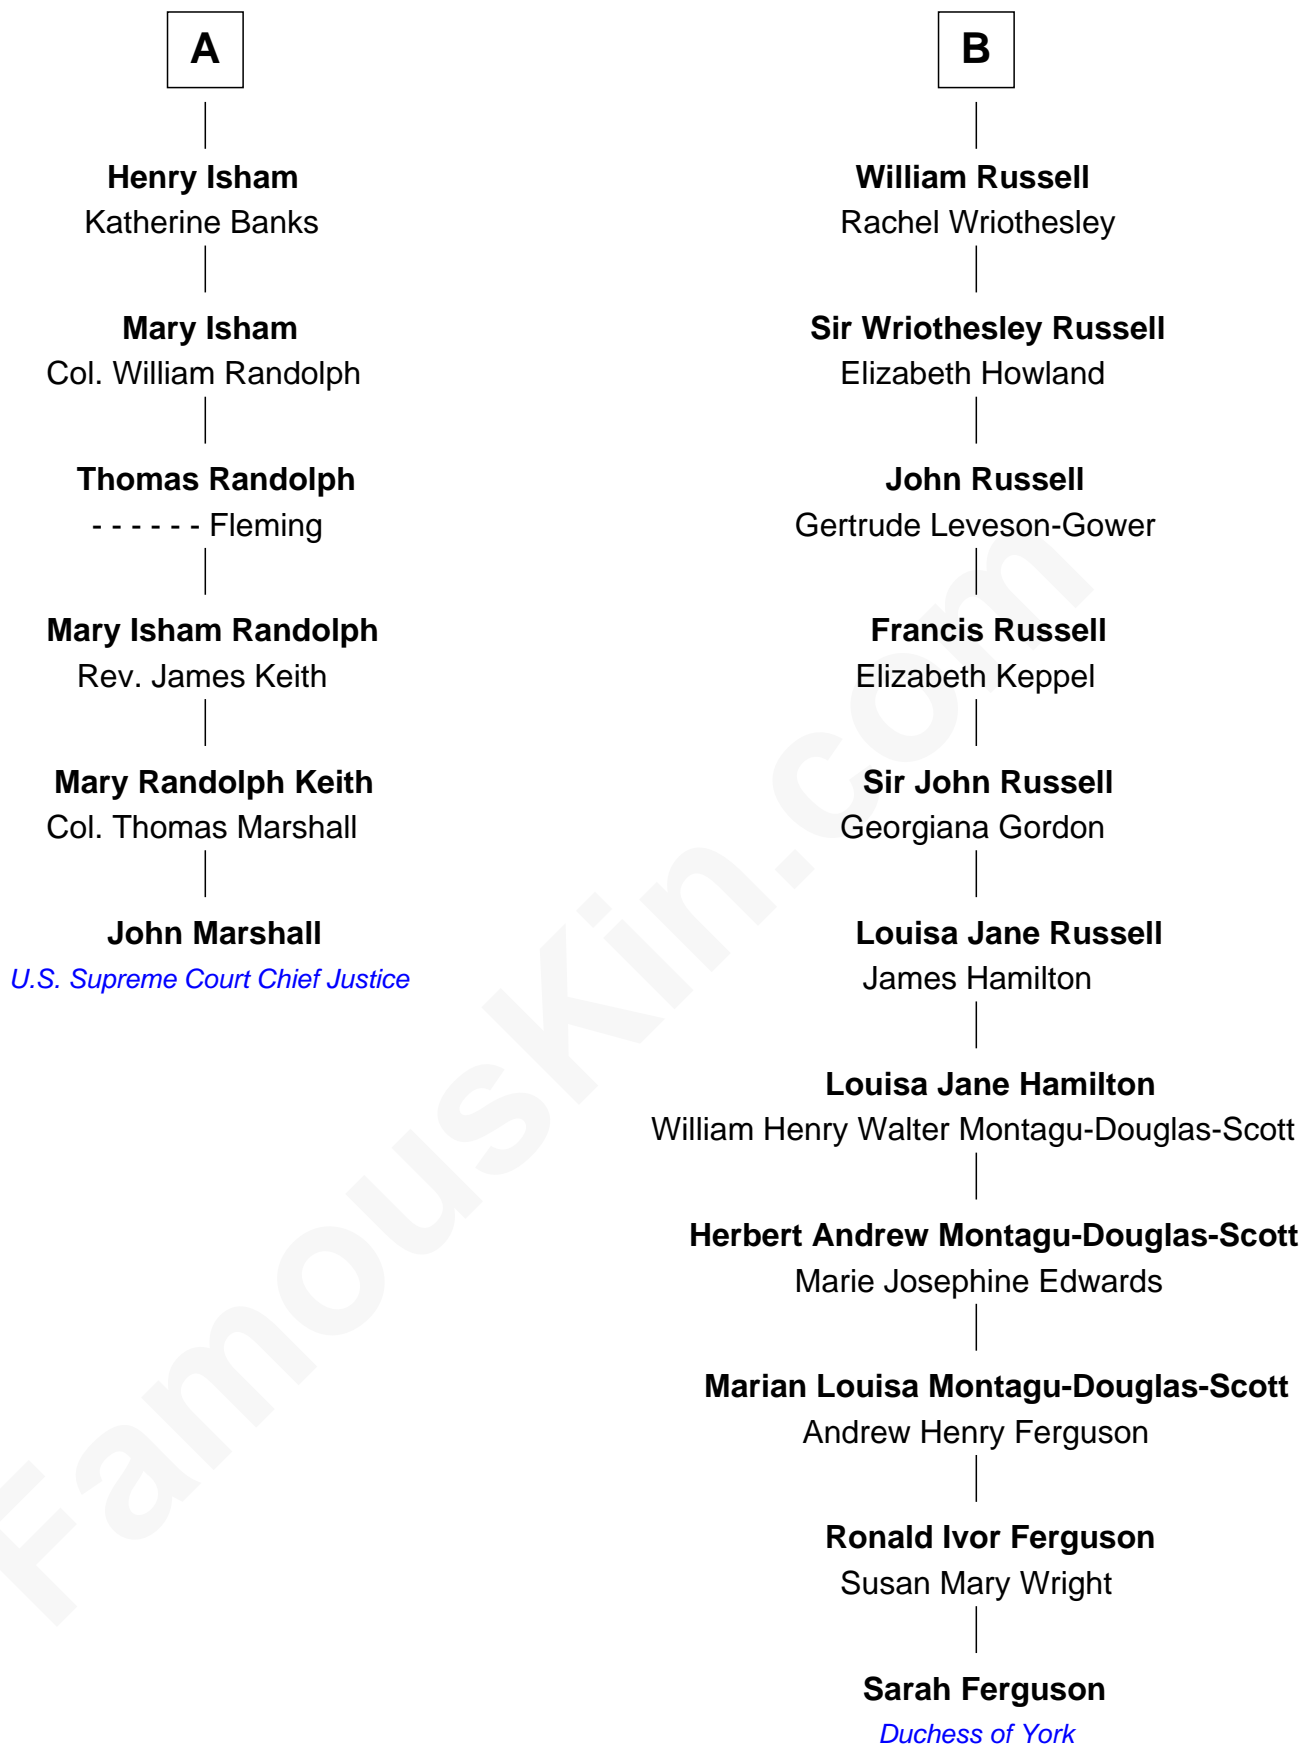 A
Henry Isham
Katherine Banks
Mary Isham
Col. William Randolph
Thomas Randolph
- - - - - - Fleming
Mary Isham Randolph
Rev. James Keith
Mary Randolph Keith
Col. Thomas Marshall
John Marshall
U.S. Supreme Court Chief Justice
B
William Russell
Rachel Wriothesley
Sir Wriothesley Russell
Elizabeth Howland
John Russell
Gertrude Leveson-Gower
Francis Russell
Elizabeth Keppel
Sir John Russell
Georgiana Gordon
Louisa Jane Russell
James Hamilton
Louisa Jane Hamilton
William Henry Walter Montagu-Douglas-Scott
Herbert Andrew Montagu-Douglas-Scott
Marie Josephine Edwards
Marian Louisa Montagu-Douglas-Scott
Andrew Henry Ferguson
Ronald Ivor Ferguson
Susan Mary Wright
Sarah Ferguson
Duchess of York
FamousKin.com